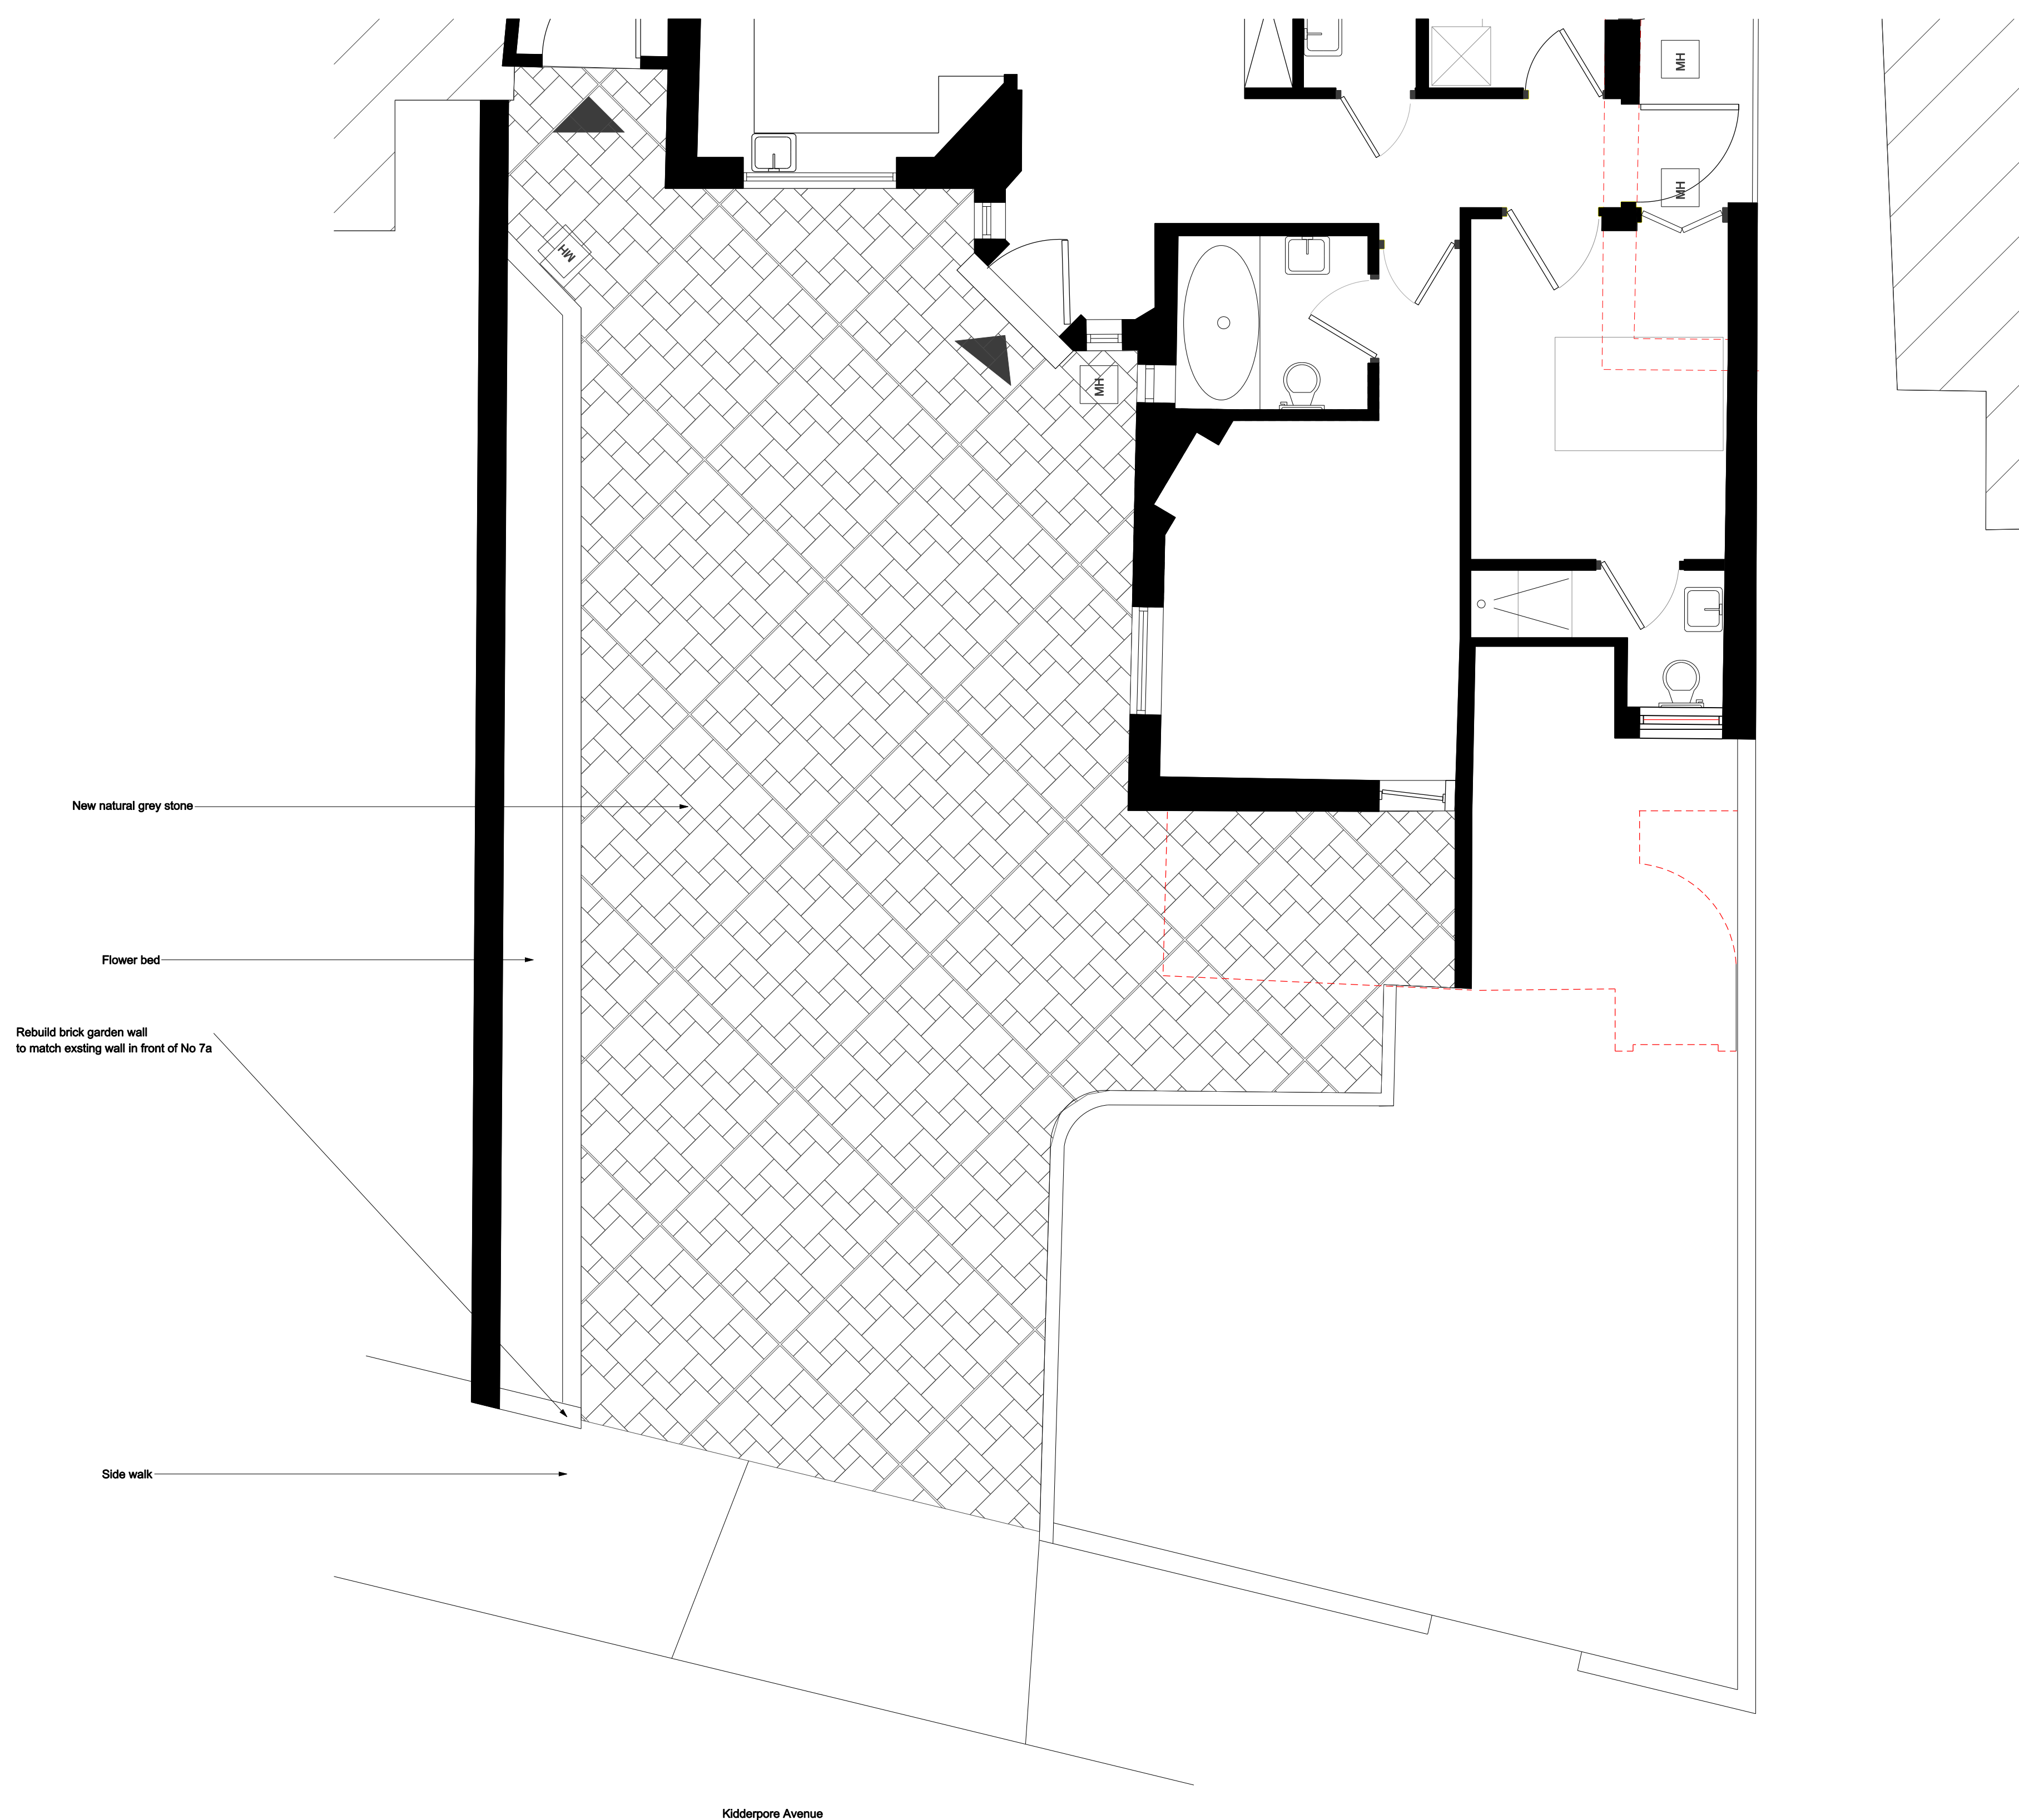 MH
MH
MH
MH
New natural grey stone
Flower bed
Rebuild brick garden wall
to match exsting wall in front of No 7a
Side walk
Kidderpore Avenue